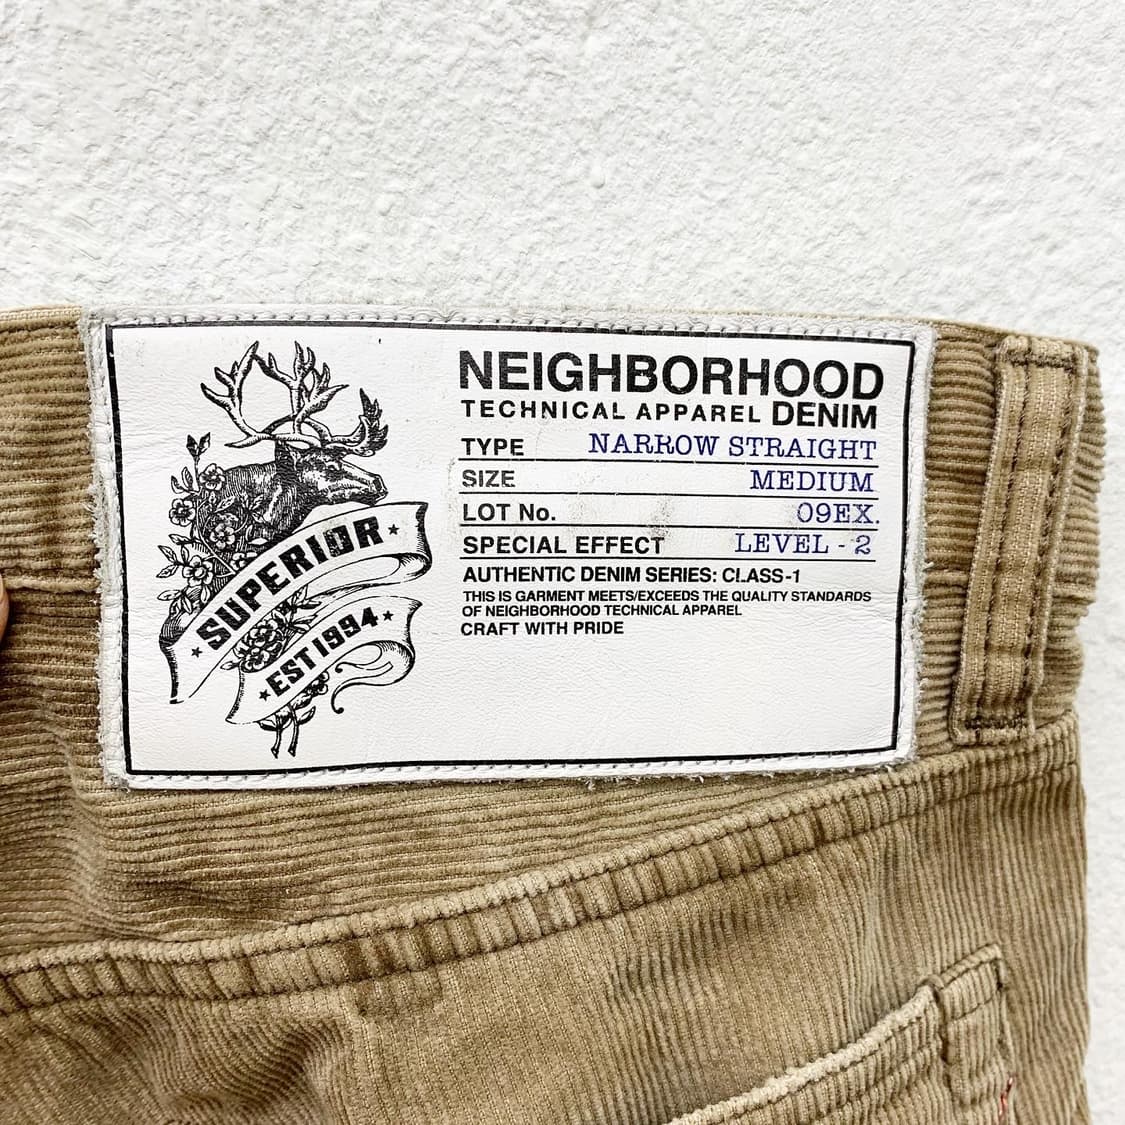 NEIGHBORHOOD
TECHNICAL APPAREL DENIM
TYPE NARROW STRAIGHT
SIZE MEDIUM
LOT No. 09EX.
SPECIAL EFFECT LEVEL - 2
AUTHENTIC DENIM SERIES: CLASS-1
THIS IS GARMENT MEETS/EXCEEDS THE QUALITY STANDARDS
OF NEIGHBORHOOD TECHNICAL APPAREL
CRAFT WITH PRIDE
SUPERIOR
EST 1994